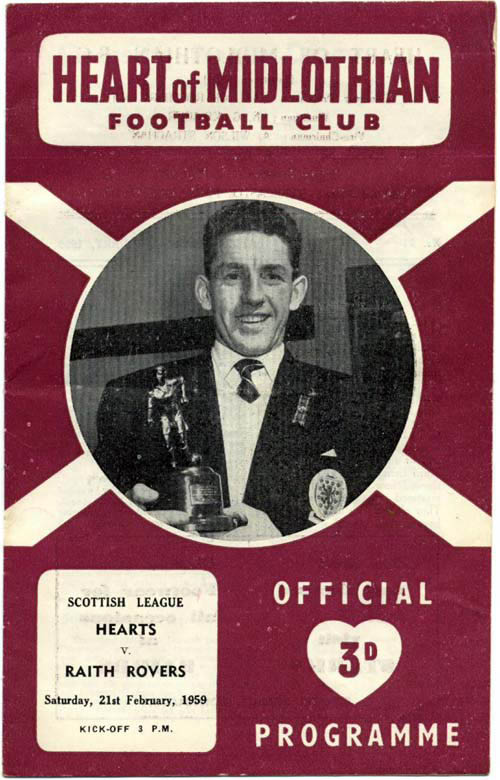 HEART of MIDLOTHIAN
FOOTBALL CLUB
SCOTTISH LEAGUE
HEARTS
V.
RAITH ROVERS
Saturday, 21st February, 1959
KICK-OFF 3 P.M.
OFFICIAL
3D
PROGRAMME